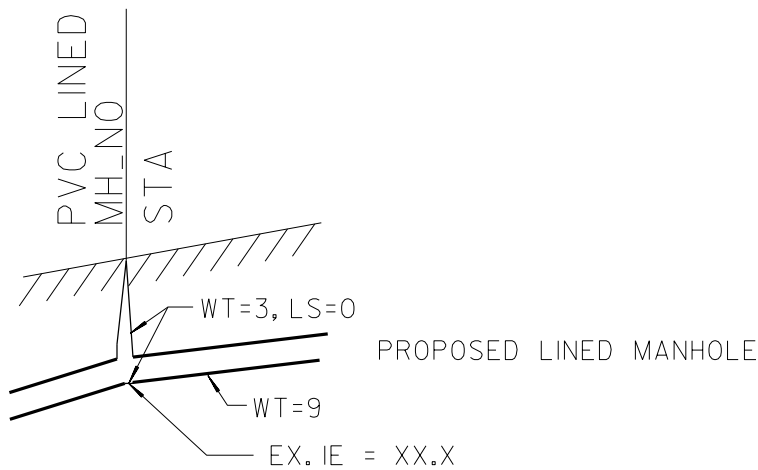 PVC LINED
MH_NO
STA
WT=3, LS=0
PROPOSED LINED MANHOLE
WT=9
EX. IE = XX.X